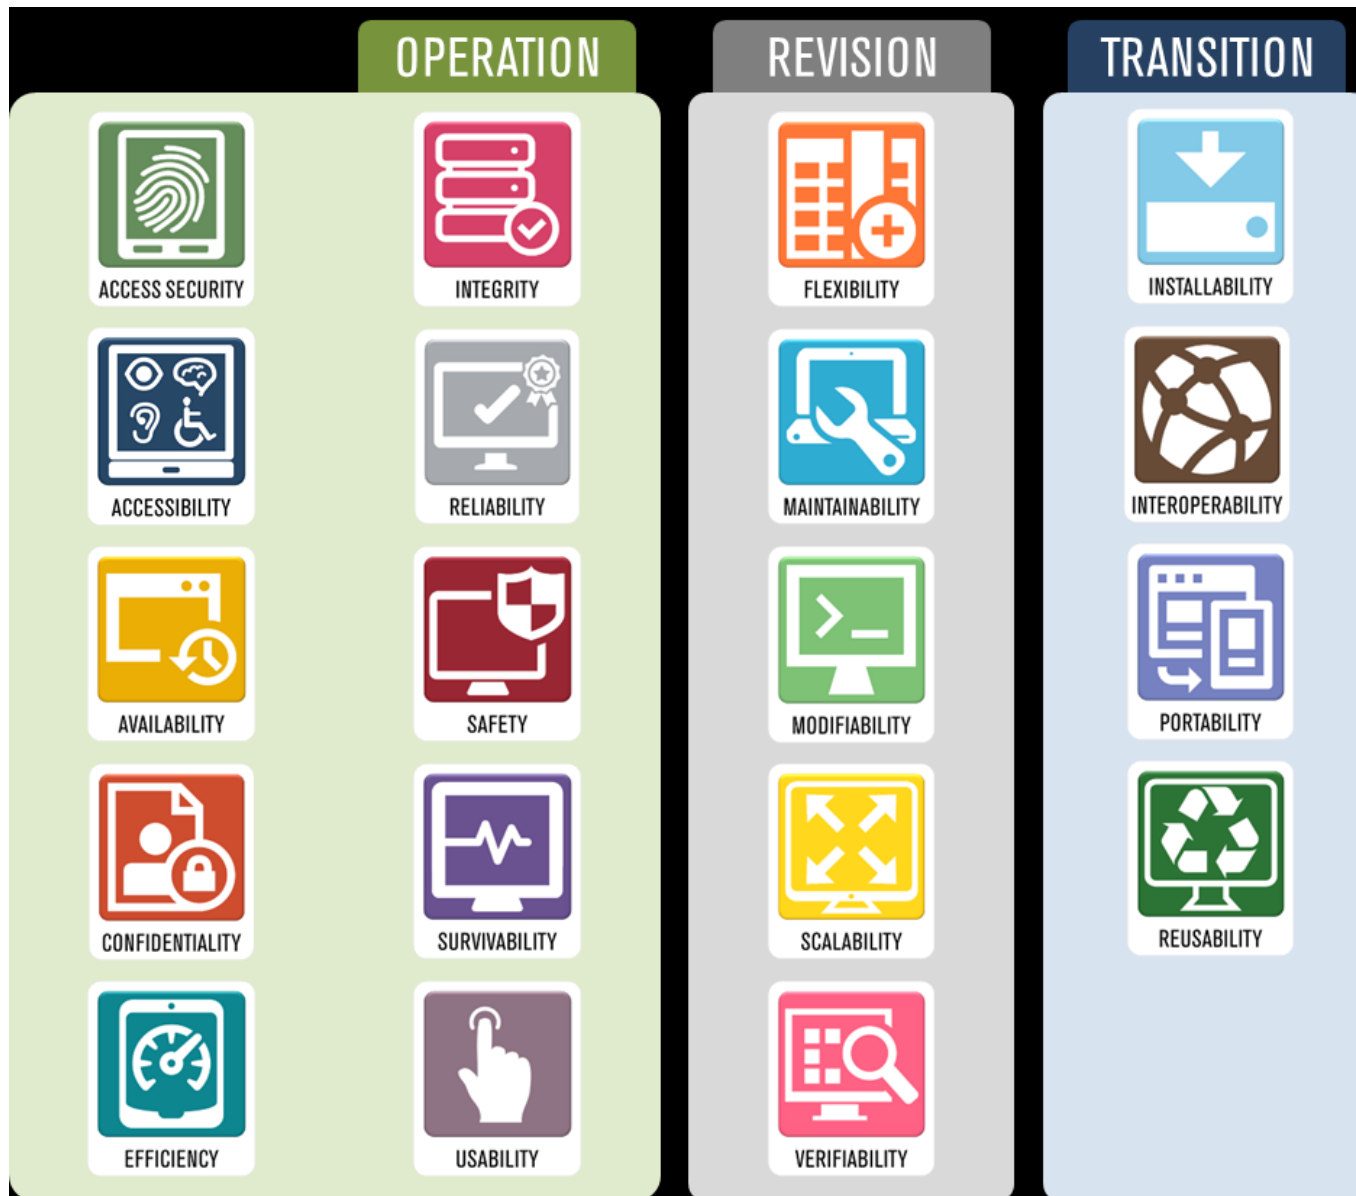 OPERATION
REVISION
TRANSITION
ACCESS SECURITY
INTEGRITY
FLEXIBILITY
INSTALLABILITY
ACCESSIBILITY
RELIABILITY
MAINTAINABILITY
INTEROPERABILITY
AVAILABILITY
SAFETY
MODIFIABILITY
PORTABILITY
CONFIDENTIALITY
SURVIVABILITY
SCALABILITY
REUSABILITY
EFFICIENCY
USABILITY
VERIFIABILITY